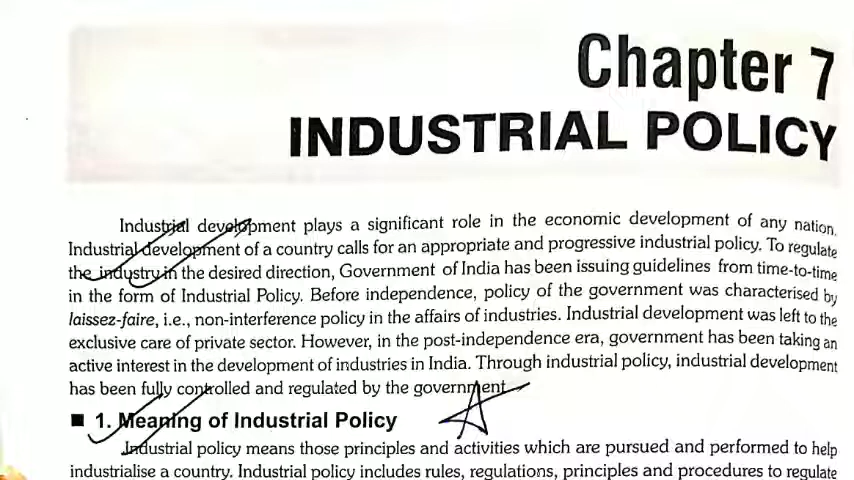 Chapter 7
INDUSTRIAL POLICY
Industrial development plays a significant role in the economic development of any nation.
Industrial development of a country calls for an appropriate and progressive industrial policy. To regulate
the industry in the desired direction, Government of India has been issuing guidelines from time-to-time
in the form of Industrial Policy. Before independence, policy of the government was characterised by
laissez-faire, i.e., non-interference policy in the affairs of industries. Industrial development was left to the
exclusive care of private sector. However, in the post-independence era, government has been taking an
active interest in the development of industries in India. Through industrial policy, industrial development
has been fully controlled and regulated by the government.
■ 1. Meaning of Industrial Policy
Industrial policy means those principles and activities which are pursued and performed to help
industrialise a country. Industrial policy includes rules, regulations, principles and procedures to regulate